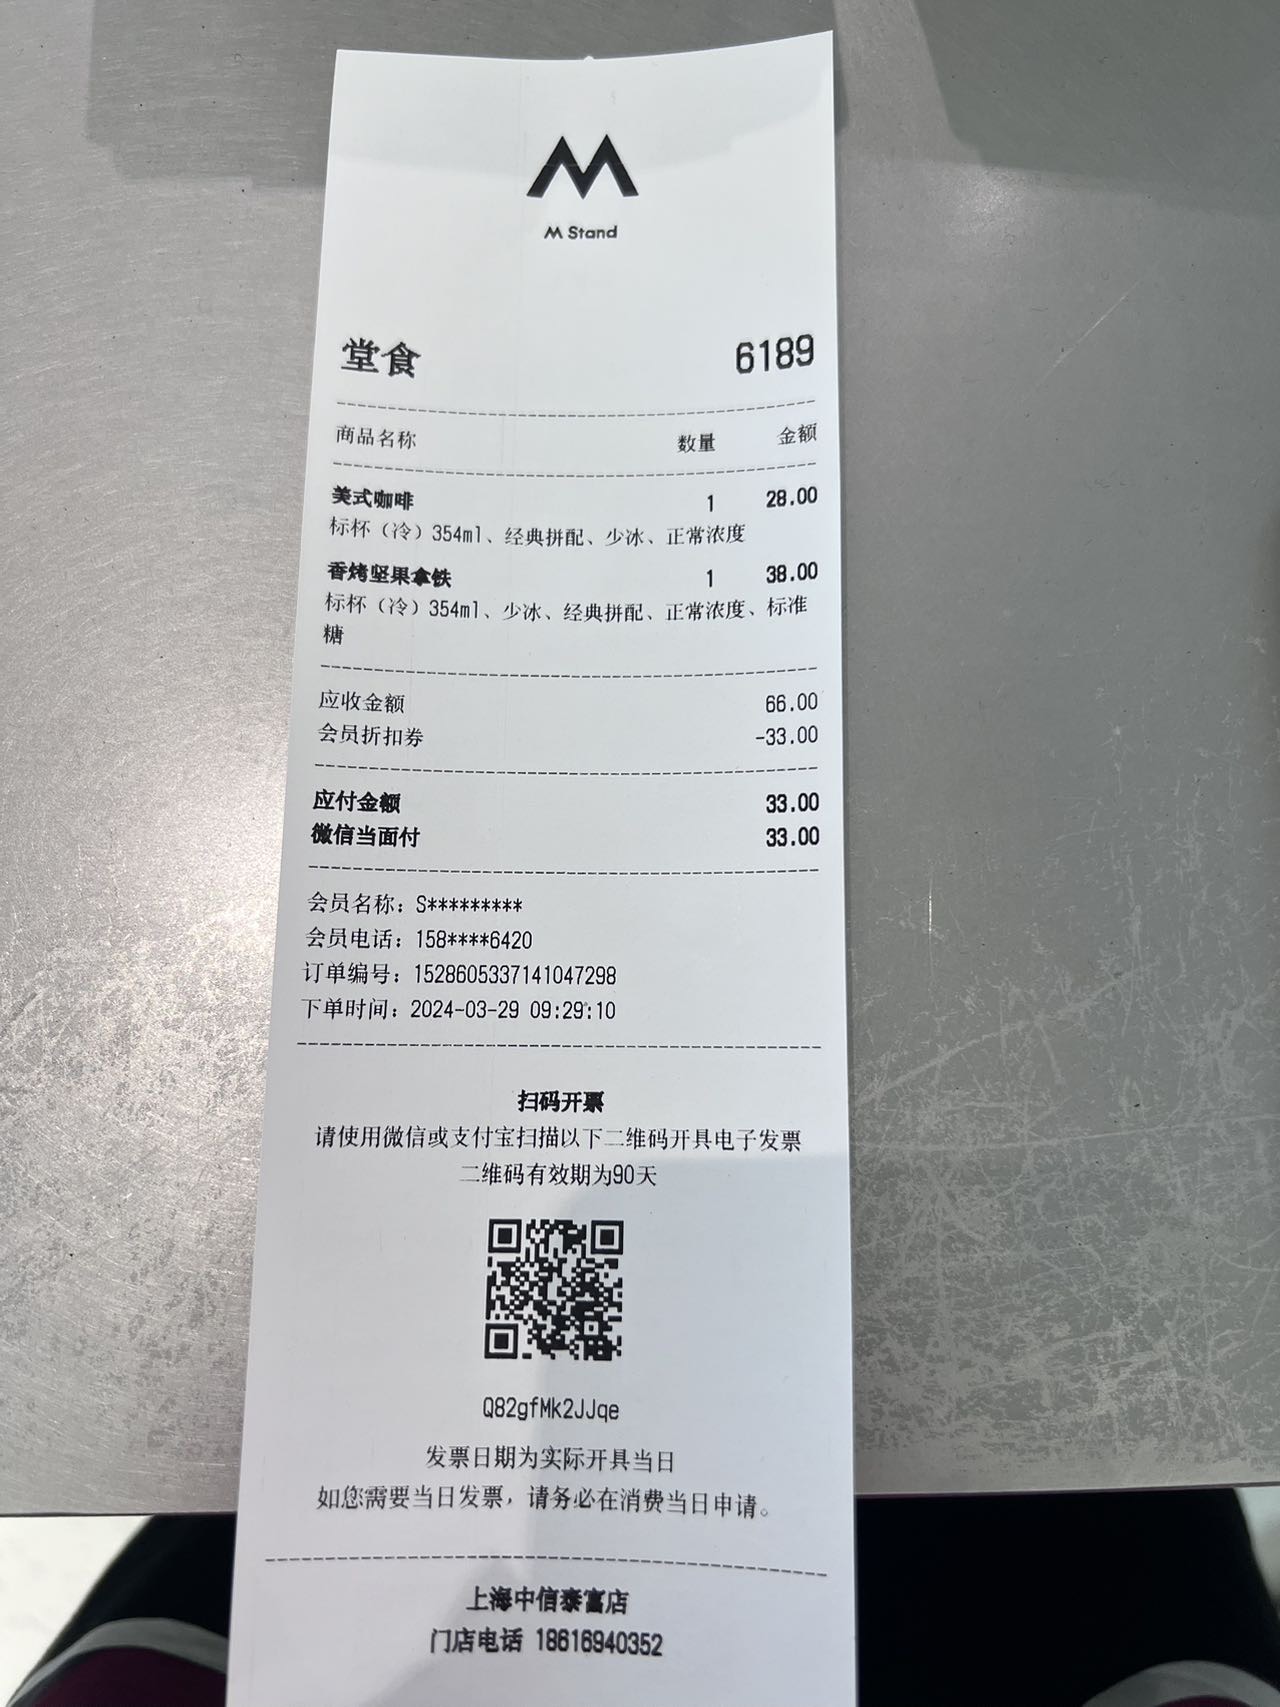 M Stand
堂食 6189
商品名称 数量 金额
美式咖啡 1 28.00
标杯（冷）354ml、经典拼配、少冰、正常浓度
香烤坚果拿铁 1 38.00
标杯（冷）354ml、少冰、经典拼配、正常浓度、标准
糖
应收金额 66.00
会员折扣券 -33.00
应付金额 33.00
微信当面付 33.00
会员名称：S*********
会员电话：158****6420
订单编号：1528605337141047298
下单时间：2024-03-29 09:29:10
扫码开票
请使用微信或支付宝扫描以下二维码开具电子发票
二维码有效期为90天
Q82gfMk2JJqe
发票日期为实际开具当日
如您需要当日发票，请务必在消费当日申请。
上海中信泰富店
门店电话 18616940352